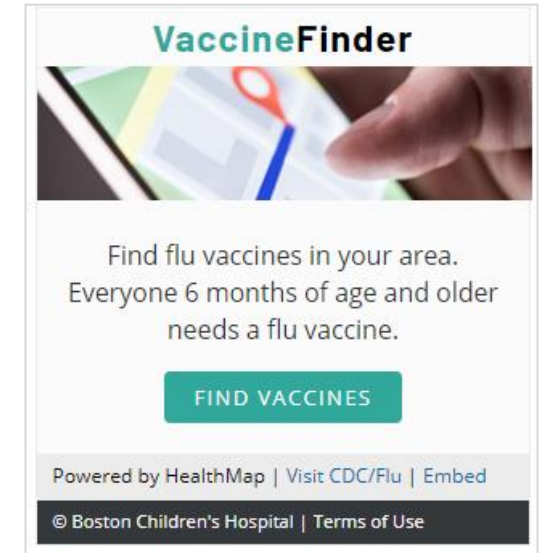 VaccineFinder
Find flu vaccines in your area.
Everyone 6 months of age and older
needs a flu vaccine.
FIND VACCINES
Powered by HealthMap | Visit CDC/Flu | Embed
© Boston Children's Hospital | Terms of Use